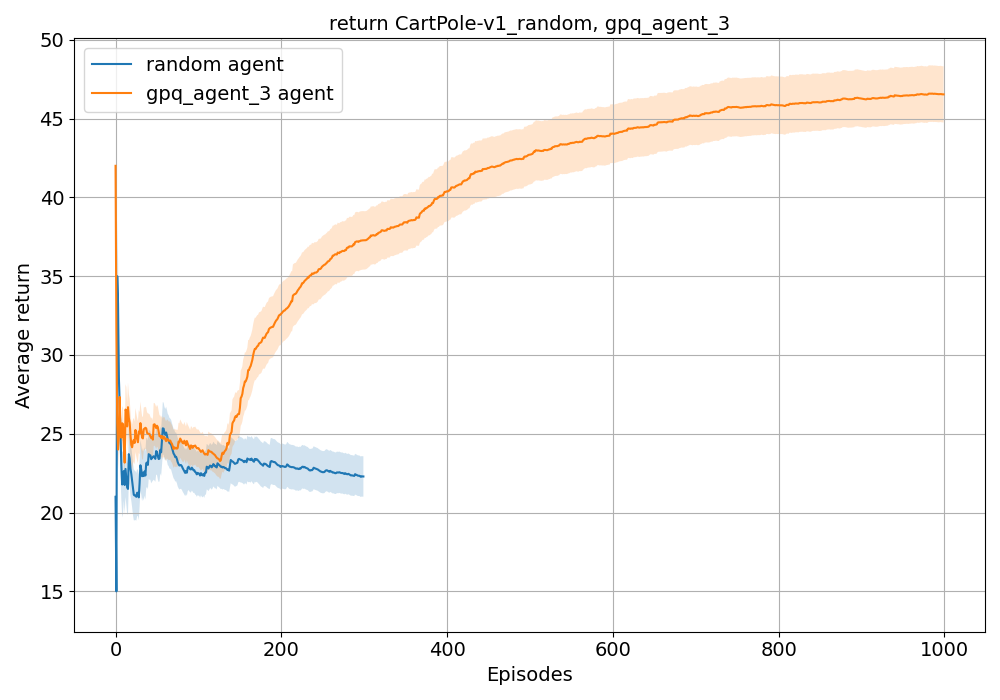 return CartPole-v1_random, gpq_agent_3
random agent
gpq_agent_3 agent
50
45
40
35
30
25
20
15
Average return
0 200 400 600 800 1000
Episodes